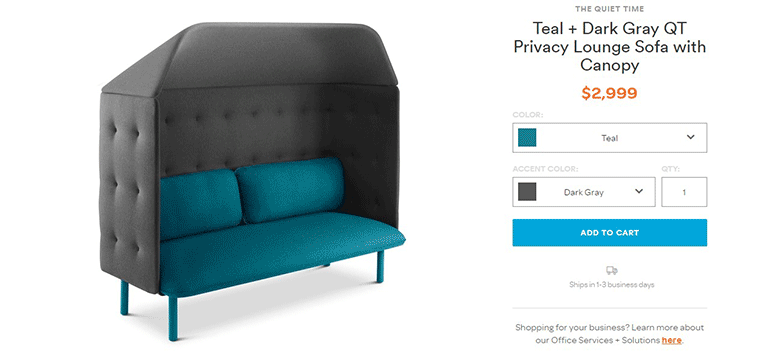 THE QUIET TIME
Teal + Dark Gray QT
Privacy Lounge Sofa with
Canopy
$2,999
COLOR:
Teal
ACCENT COLOR: QTY:
Dark Gray 1
ADD TO CART
Ships in 1-3 business days
Shopping for your business? Learn more about
our Office Services + Solutions here.